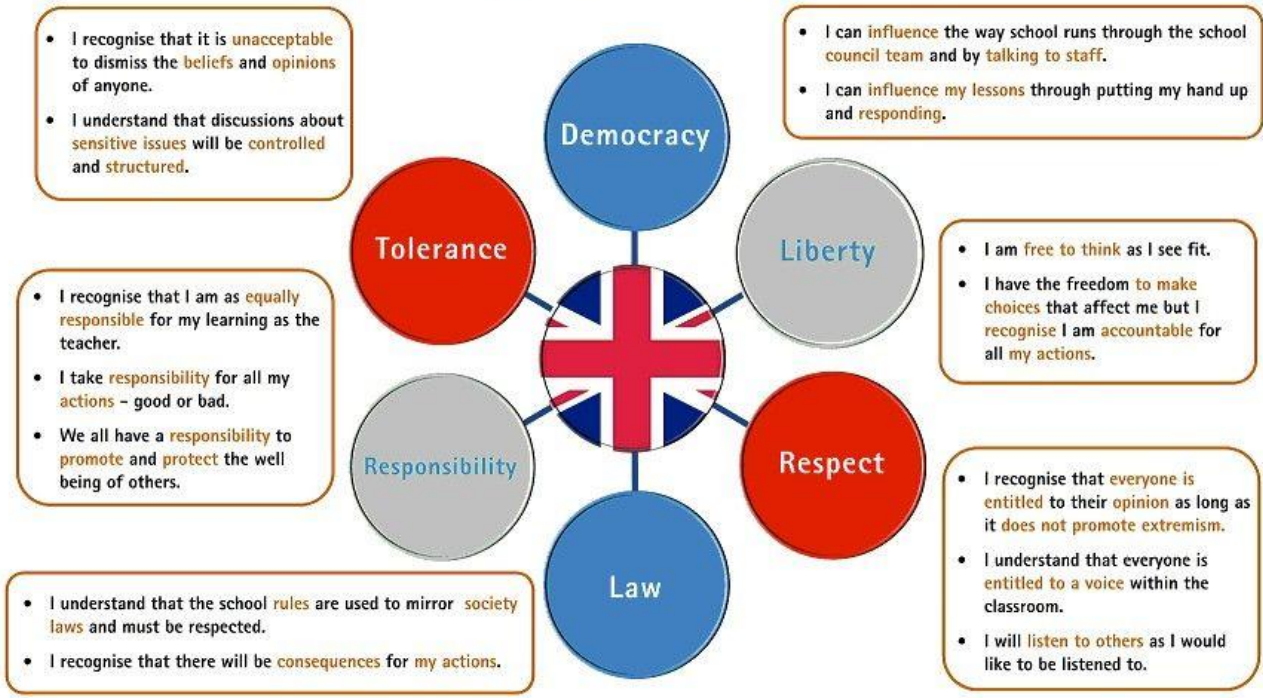 • I recognise that it is unacceptable
to dismiss the beliefs and opinions
of anyone.
• I understand that discussions about
sensitive issues will be controlled
and structured.
• I can influence the way school runs through the school
council team and by talking to staff.
• I can influence my lessons through putting my hand up
and responding.
Democracy
Tolerance
Liberty
• I am free to think as I see fit.
• I have the freedom to make
choices that affect me but I
recognise I am accountable for
all my actions.
• I recognise that I am as equally
responsible for my learning as the
teacher.
• I take responsibility for all my
actions – good or bad.
• We all have a responsibility to
promote and protect the well
being of others.
Responsibility
Respect
• I recognise that everyone is
entitled to their opinion as long as
it does not promote extremism.
• I understand that everyone is
entitled to a voice within the
classroom.
• I will listen to others as I would
like to be listened to.
Law
• I understand that the school rules are used to mirror society
laws and must be respected.
• I recognise that there will be consequences for my actions.